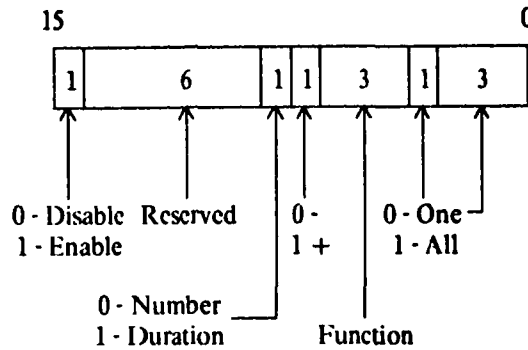 15 0
1 6 1 1 3 1 3
0 - Disable Reserved 0 - 0 - One
1 - Enable 1 + 1 - All
0 - Number
1 - Duration Function